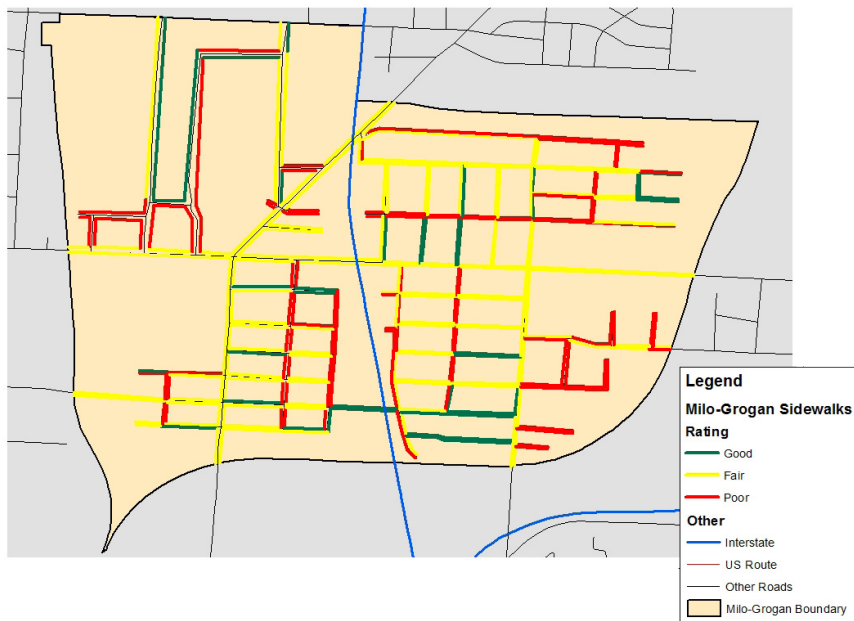 Legend
Milo-Grogan Sidewalks
Rating
Good
Fair
Poor
Other
Interstate
US Route
Other Roads
Milo-Grogan Boundary